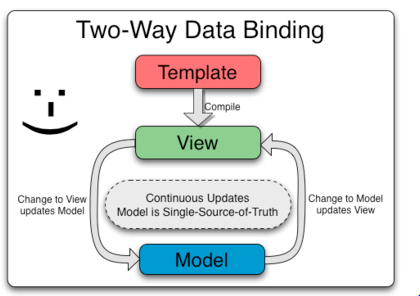 Two-Way Data Binding
Template
Compile
View
Change to View
updates Model
Continuous Updates
Model is Single-Source-of-Truth
Change to Model
updates View
Model